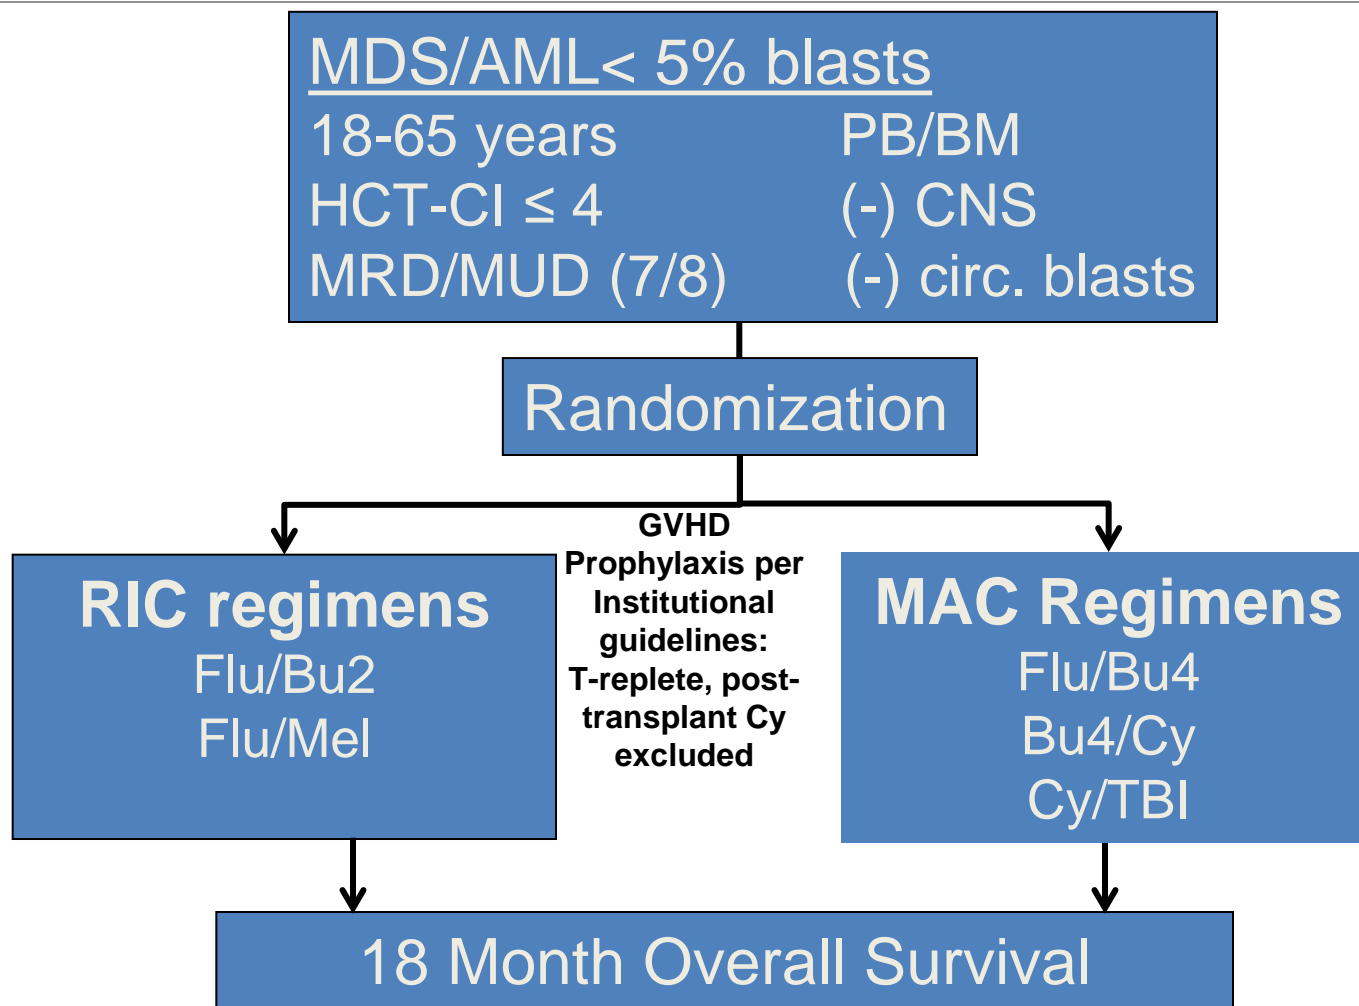 MDS/AML< 5% blasts
18-65 years PB/BM
HCT-CI ≤ 4 (-) CNS
MRD/MUD (7/8) (-) circ. blasts
Randomization
RIC regimens
Flu/Bu2
Flu/Mel
GVHD
Prophylaxis per
Institutional
guidelines:
T-replete, post-
transplant Cy
excluded
MAC Regimens
Flu/Bu4
Bu4/Cy
Cy/TBI
18 Month Overall Survival